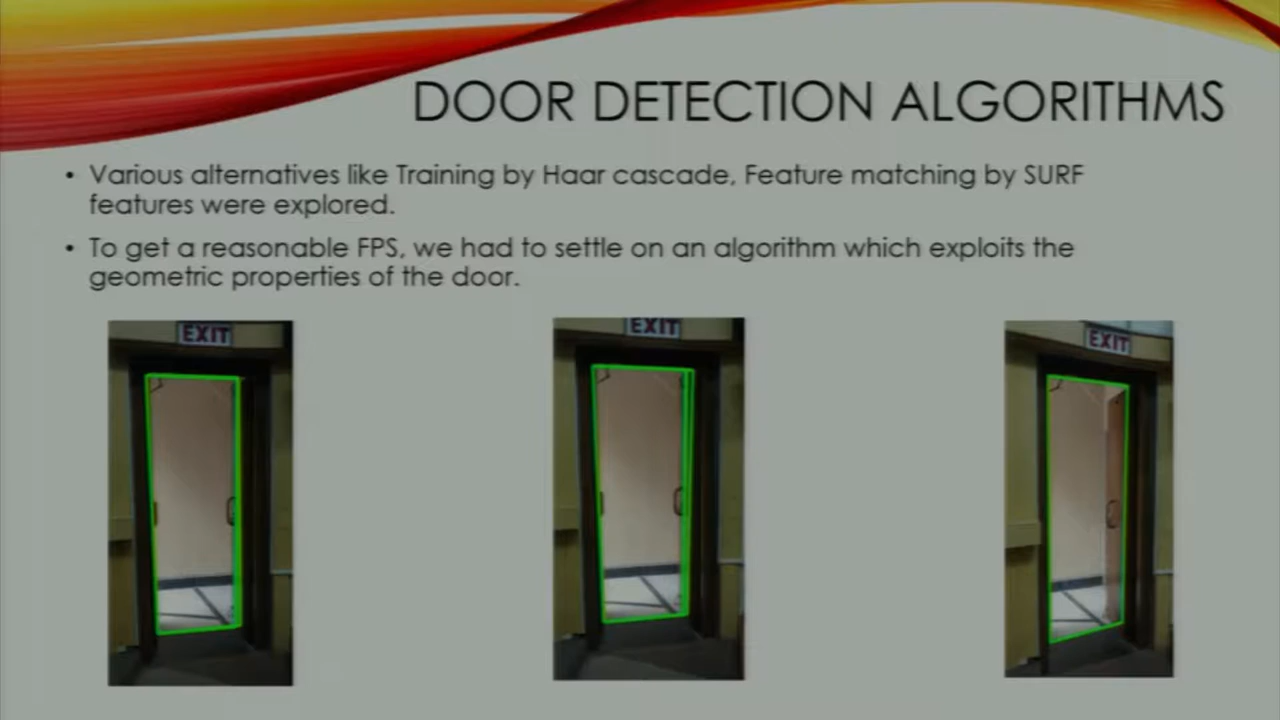 DOOR DETECTION ALGORITHMS
• Various alternatives like Training by Haar cascade, Feature matching by SURF
features were explored.
• To get a reasonable FPS, we had to settle on an algorithm which exploits the
geometric properties of the door.
EXIT
EXIT
EXIT